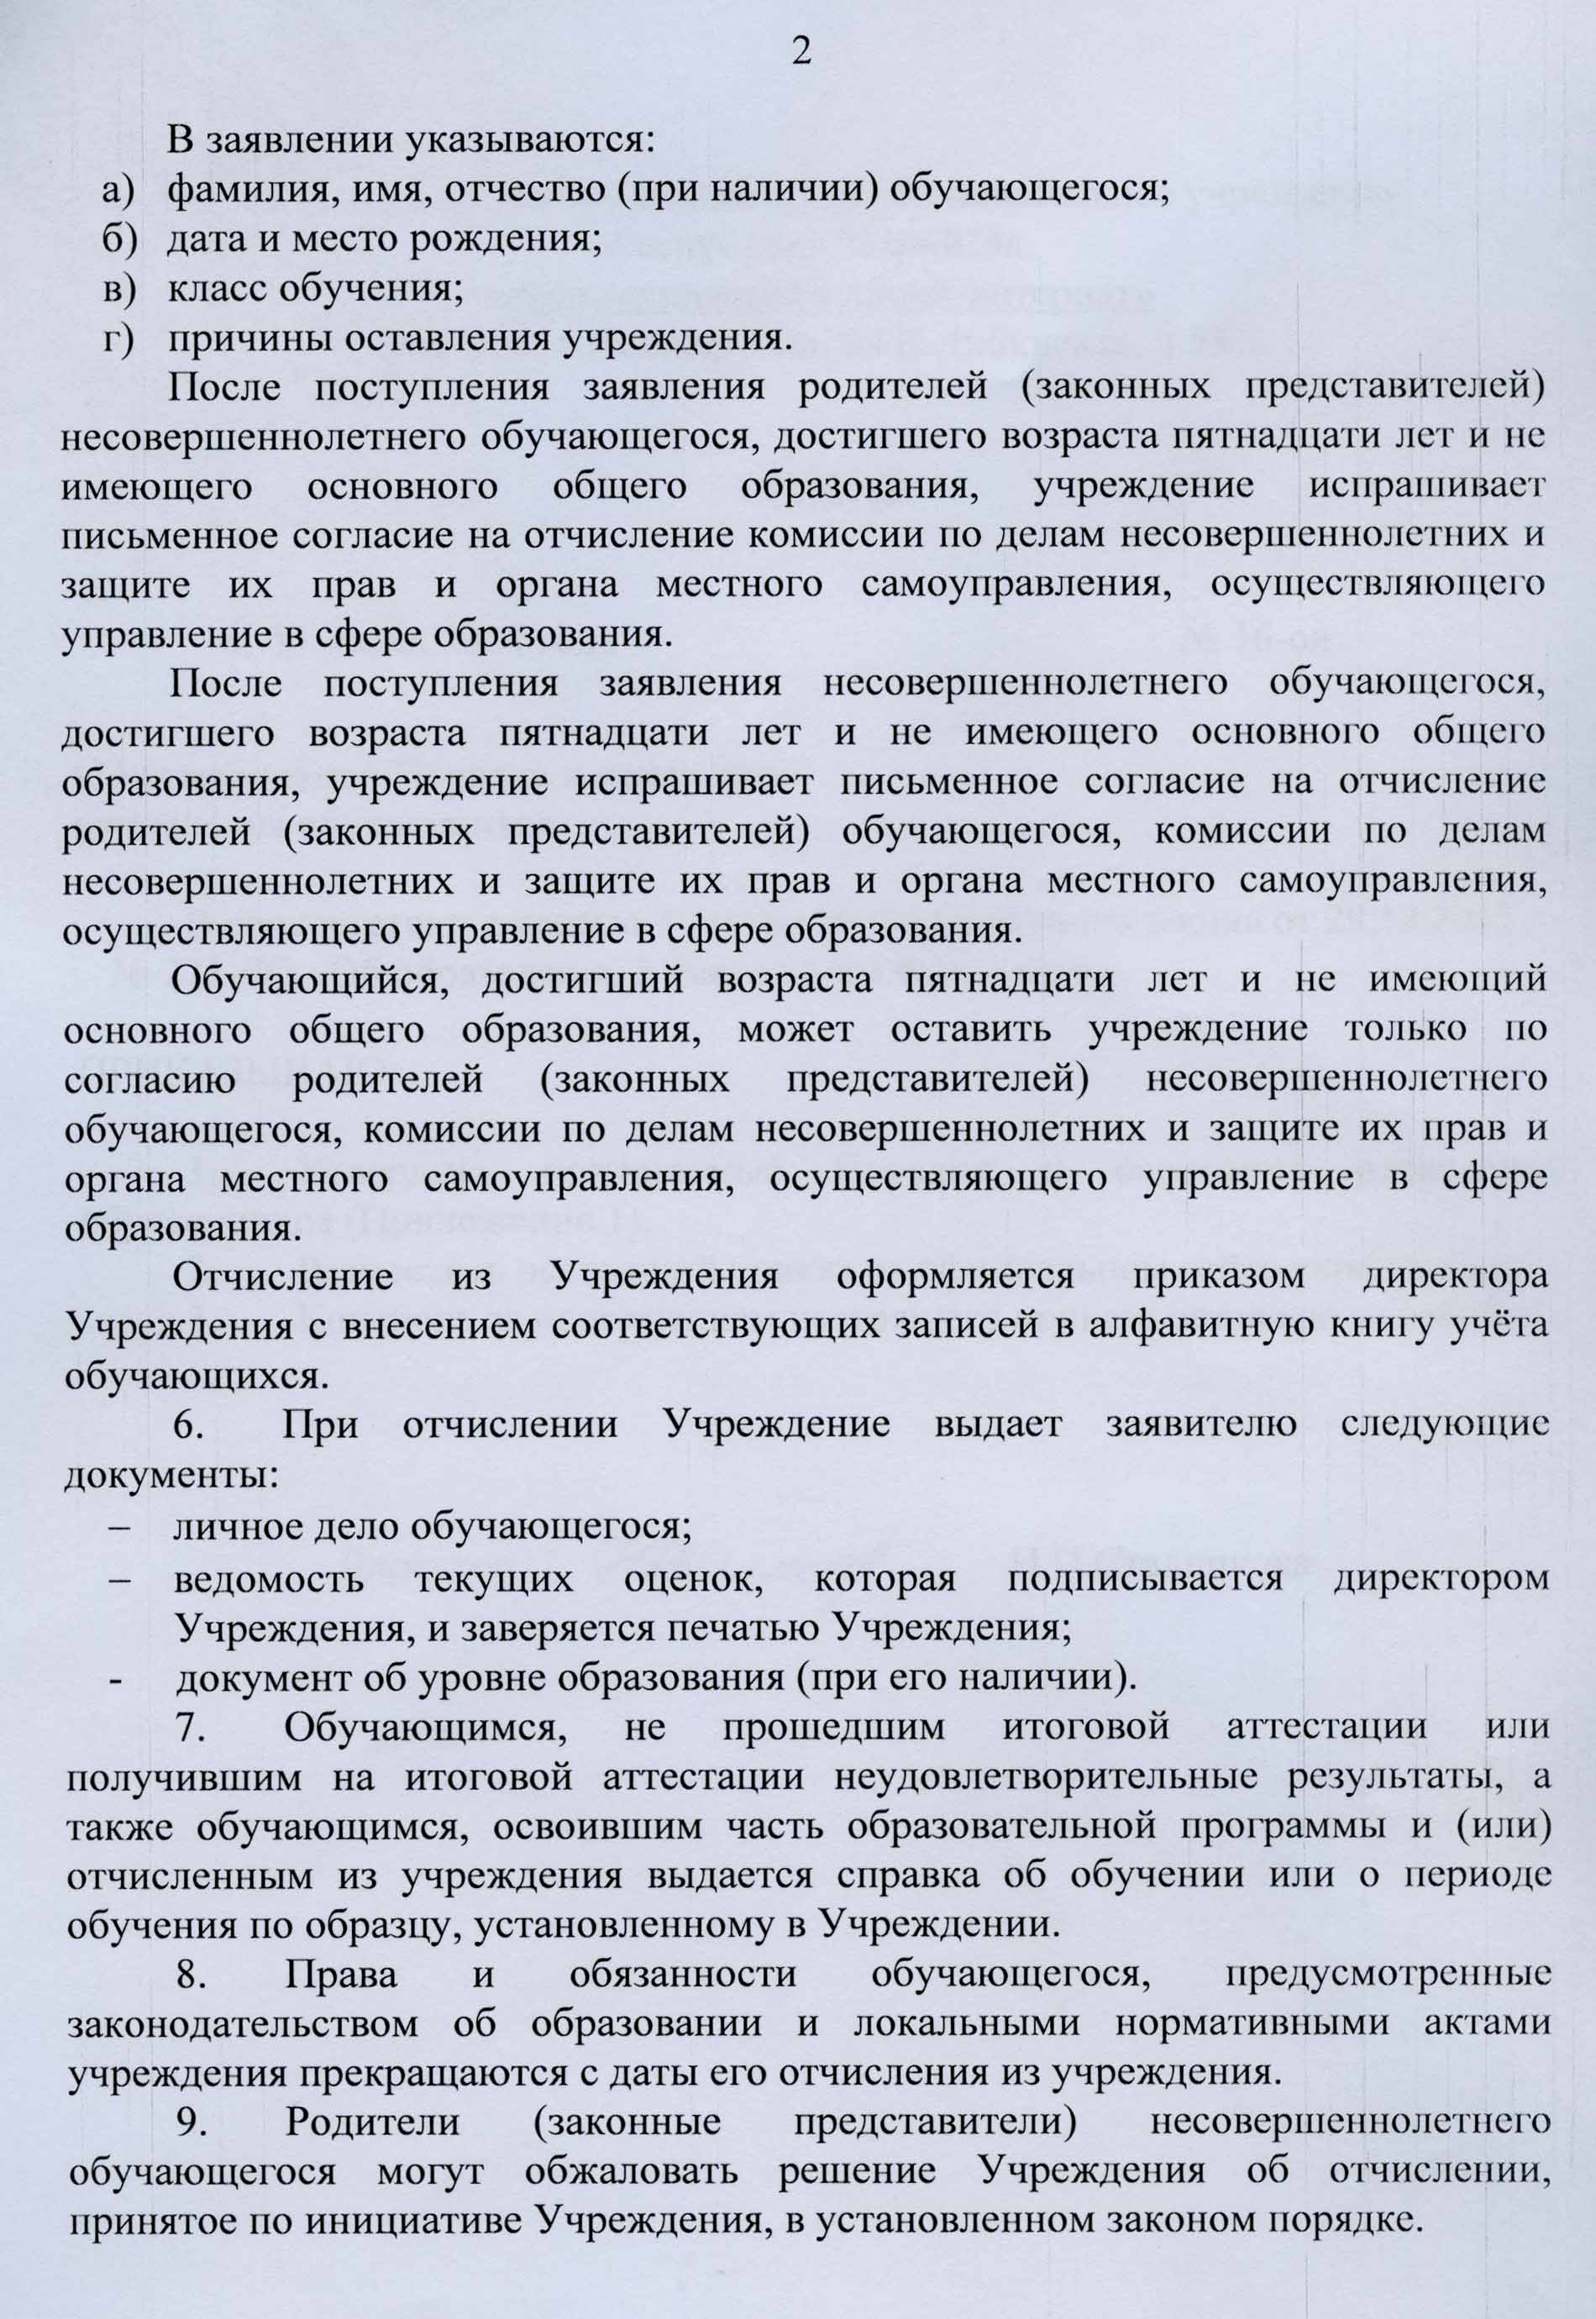 2
В заявлении указываются:
а) фамилия, имя, отчество (при наличии) обучающегося;
б) дата и место рождения;
в) класс обучения;
г) причины оставления учреждения.
После поступления заявления родителей (законных представителей)
несовершеннолетнего обучающегося, достигшего возраста пятнадцати лет и не
имеющего основного общего образования, учреждение испрашивает
письменное согласие на отчисление комиссии по делам несовершеннолетних и
защите их прав и органа местного самоуправления, осуществляющего
управление в сфере образования.
После поступления заявления несовершеннолетнего обучающегося,
достигшего возраста пятнадцати лет и не имеющего основного общего
образования, учреждение испрашивает письменное согласие на отчисление
родителей (законных представителей) обучающегося, комиссии по делам
несовершеннолетних и защите их прав и органа местного самоуправления,
осуществляющего управление в сфере образования.
Обучающийся, достигший возраста пятнадцати лет и не имеющий
основного общего образования, может оставить учреждение только по
согласию родителей (законных представителей) несовершеннолетнего
обучающегося, комиссии по делам несовершеннолетних и защите их прав и
органа местного самоуправления, осуществляющего управление в сфере
образования.
Отчисление из Учреждения оформляется приказом директора
Учреждения с внесением соответствующих записей в алфавитную книгу учёта
обучающихся.
6. При отчислении Учреждение выдает заявителю следующие
документы:
– личное дело обучающегося;
– ведомость текущих оценок, которая подписывается директором
Учреждения, и заверяется печатью Учреждения;
- документ об уровне образования (при его наличии).
7. Обучающимся, не прошедшим итоговой аттестации или
получившим на итоговой аттестации неудовлетворительные результаты, а
также обучающимся, освоившим часть образовательной программы и (или)
отчисленным из учреждения выдается справка об обучении или о периоде
обучения по образцу, установленному в Учреждении.
8. Права и обязанности обучающегося, предусмотренные
законодательством об образовании и локальными нормативными актами
учреждения прекращаются с даты его отчисления из учреждения.
9. Родители (законные представители) несовершеннолетнего
обучающегося могут обжаловать решение Учреждения об отчислении,
принятое по инициативе Учреждения, в установленном законом порядке.